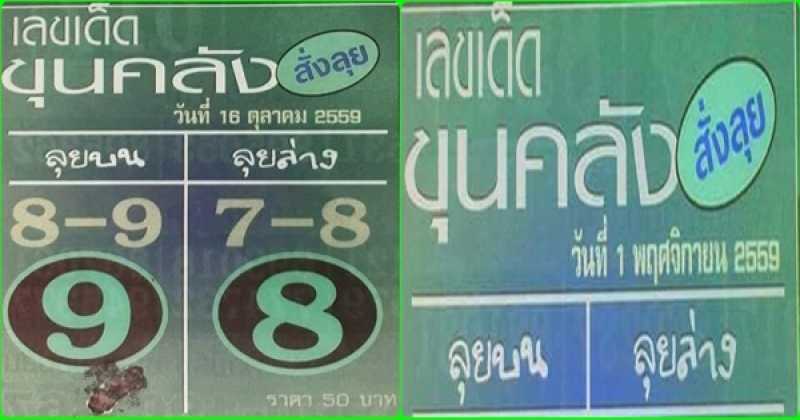 เลขเด็ด
ขุนคลัง
สั่งลุย
วันที่ 16 ตุลาคม 2559
ลุยบน ลุยล่าง
8-9 7-8
9 8
ราคา 50 บาท
เลขเด็ด
ขุนคลัง
สั่งลุย
วันที่ 1 พฤศจิกายน 2559
ลุยบน ลุยล่าง